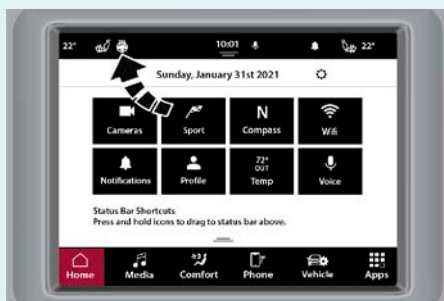 22° 10:01 22°
Sunday, January 31st 2021
Cameras Sport N Compass Wifi
Notifications Profile 72° OUT Temp Voice
Status Bar Shortcuts
Press and hold icons to drag to status bar above.
Home Media Comfort Phone Vehicle Apps